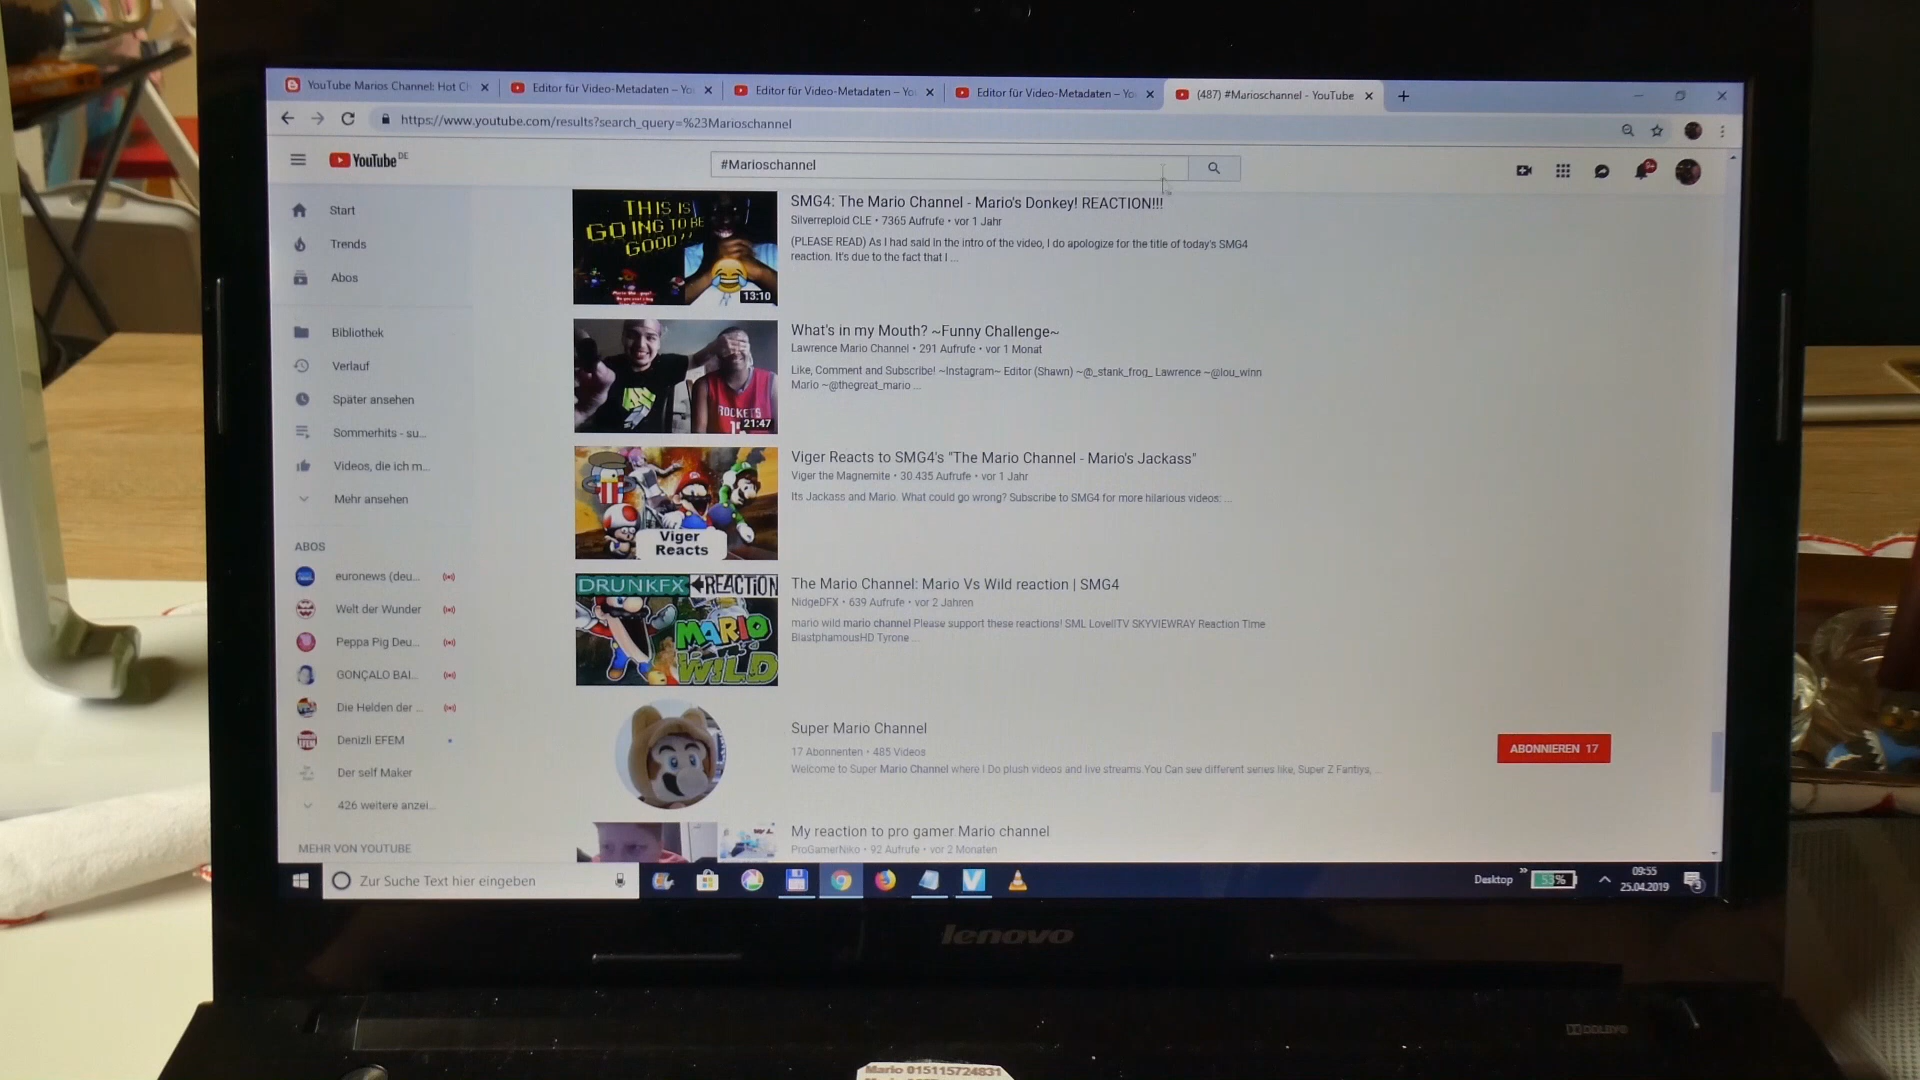 YouTube Marios Channel: Hot Ch
Editor für Video-Metadaten – Yo
Editor für Video-Metadaten – Yo
Editor für Video-Metadaten – Yo
(487) #Marioschannel - YouTube
https://www.youtube.com/results?search_query=%23Marioschannel
YouTube DE
#Marioschannel
Start
Trends
Abos
Bibliothek
Verlauf
Später ansehen
Sommerhits - su...
Videos, die ich m...
Mehr ansehen
ABOS
euronews (deu...
Welt der Wunder
Peppa Pig Deu...
GONÇALO BAI...
Die Helden der ...
Denizli EFEM
Der self Maker
426 weitere anzei...
MEHR VON YOUTUBE
THIS IS
GOING TO BE
GOOD''
13:10
SMG4: The Mario Channel - Mario's Donkey! REACTION!!!
Silverreploid CLE • 7365 Aufrufe • vor 1 Jahr
(PLEASE READ) As I had said in the intro of the video, I do apologize for the title of today's SMG4
reaction. It's due to the fact that I ...
ROCKETS
21:47
What's in my Mouth? ~Funny Challenge~
Lawrence Mario Channel • 291 Aufrufe • vor 1 Monat
Like, Comment and Subscribe! ~Instagram~ Editor (Shawn) ~@_stank_frog_ Lawrence ~@lou_winn
Mario ~@thegreat_mario ...
Viger
Reacts
Viger Reacts to SMG4's "The Mario Channel - Mario's Jackass"
Viger the Magnemite • 30.435 Aufrufe • vor 1 Jahr
Its Jackass and Mario. What could go wrong? Subscribe to SMG4 for more hilarious videos: ...
DRUNKFX REACTION
MARIO
WILD
The Mario Channel: Mario Vs Wild reaction | SMG4
NidgeDFX • 639 Aufrufe • vor 2 Jahren
mario wild mario channel Please support these reactions! SML LovellTV SKYVIEWRAY Reaction Time
BlastphamousHD Tyrone ...
Super Mario Channel
17 Abonnenten • 485 Videos
Welcome to Super Mario Channel where I Do plush videos and live streams.You Can see different series like, Super Z Fantiys, ...
ABONNIEREN 17
My reaction to pro gamer Mario channel
ProGamerNiko • 92 Aufrufe • vor 2 Monaten
Zur Suche Text hier eingeben
Desktop
53%
09:55
25.04.2019
3
lenovo
DOLBY
Mario 015115724831